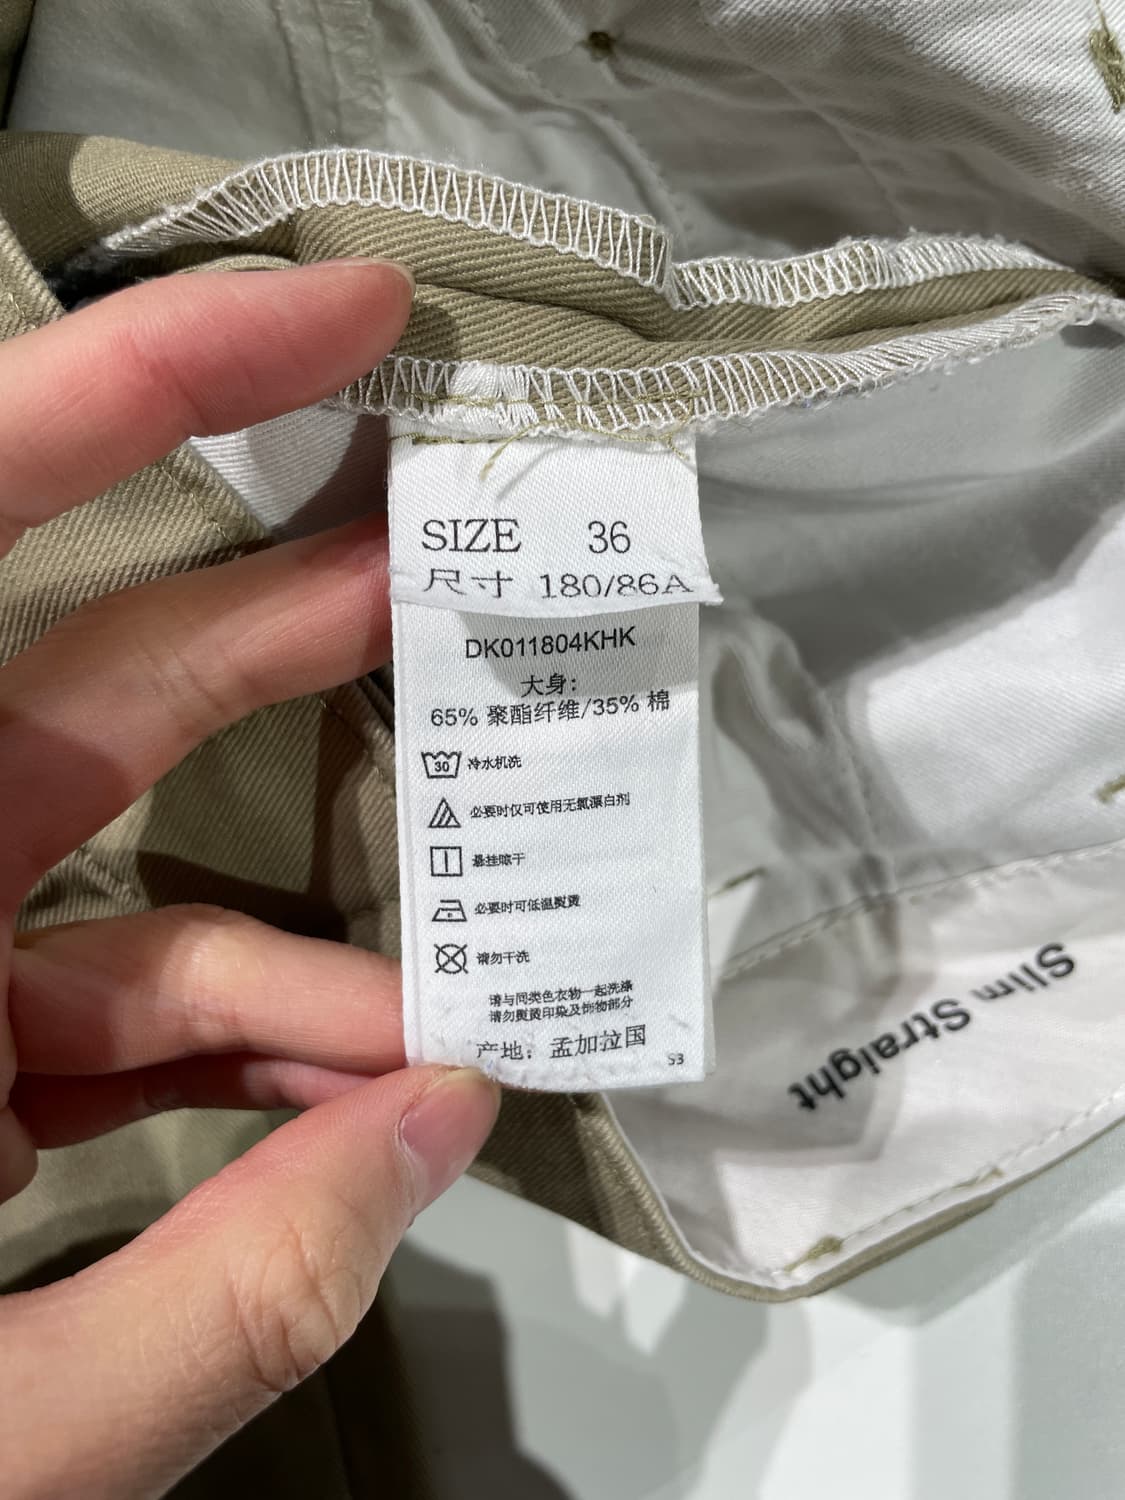 SIZE 36
尺寸 180/86A
DK011804KHK
大身:
65% 聚酯纤维/35% 棉
30 冷水机洗
必要时仅可使用无氯漂白剂
悬挂晾干
必要时可低温熨烫
请勿干洗
请与同类色衣物一起洗涤
请勿熨烫印染及饰物部分
产地: 孟加拉国
S3
Slim Straight